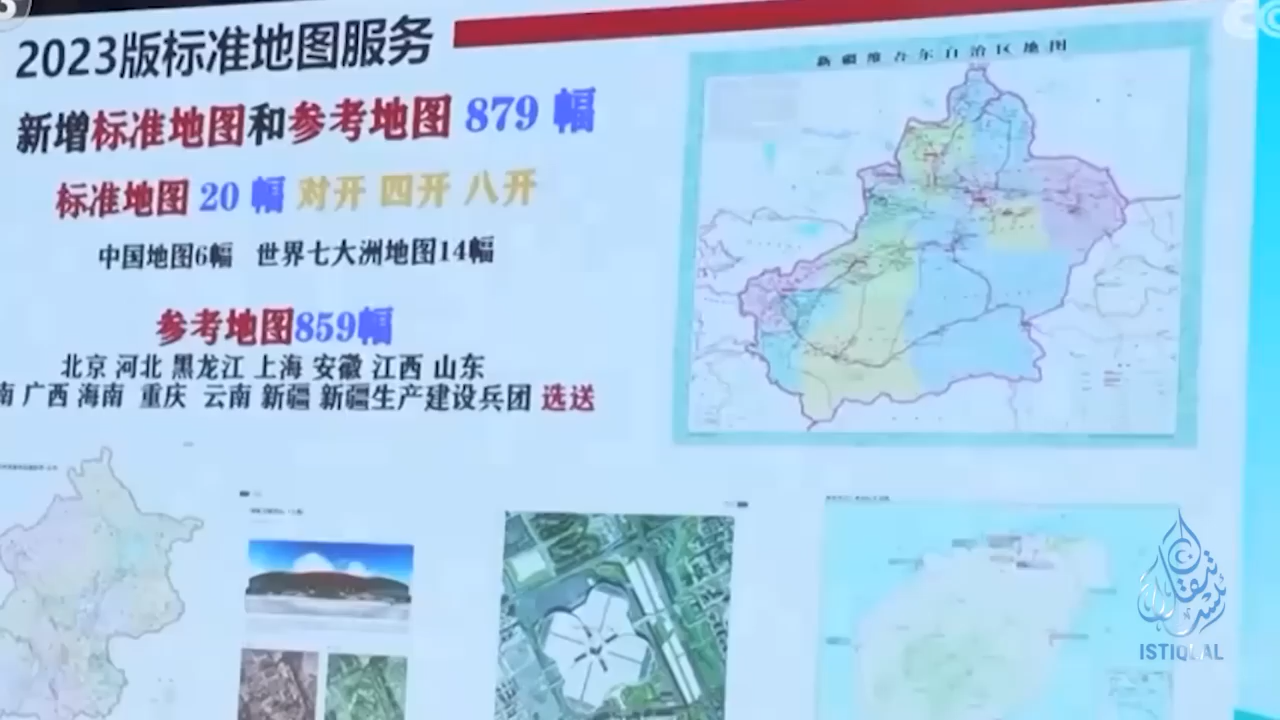 2023版标准地图服务
新增标准地图和参考地图 879 幅
标准地图 20 幅 对开 四开 八开
中国地图6幅 世界七大洲地图14幅
参考地图859幅
北京 河北 黑龙江 上海 安徽 江西 山东
南 广西 海南 重庆 云南 新疆 新疆生产建设兵团 选送
新疆维吾尔自治区地图
ISTIQLAL